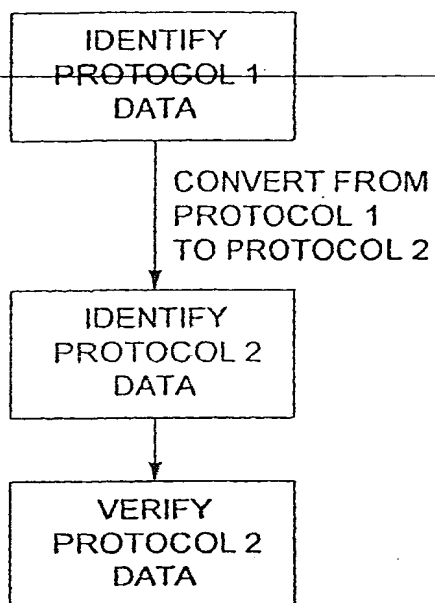 IDENTIFY
PROTOCOL 1
DATA
CONVERT FROM
PROTOCOL 1
TO PROTOCOL 2
IDENTIFY
PROTOCOL 2
DATA
VERIFY
PROTOCOL 2
DATA